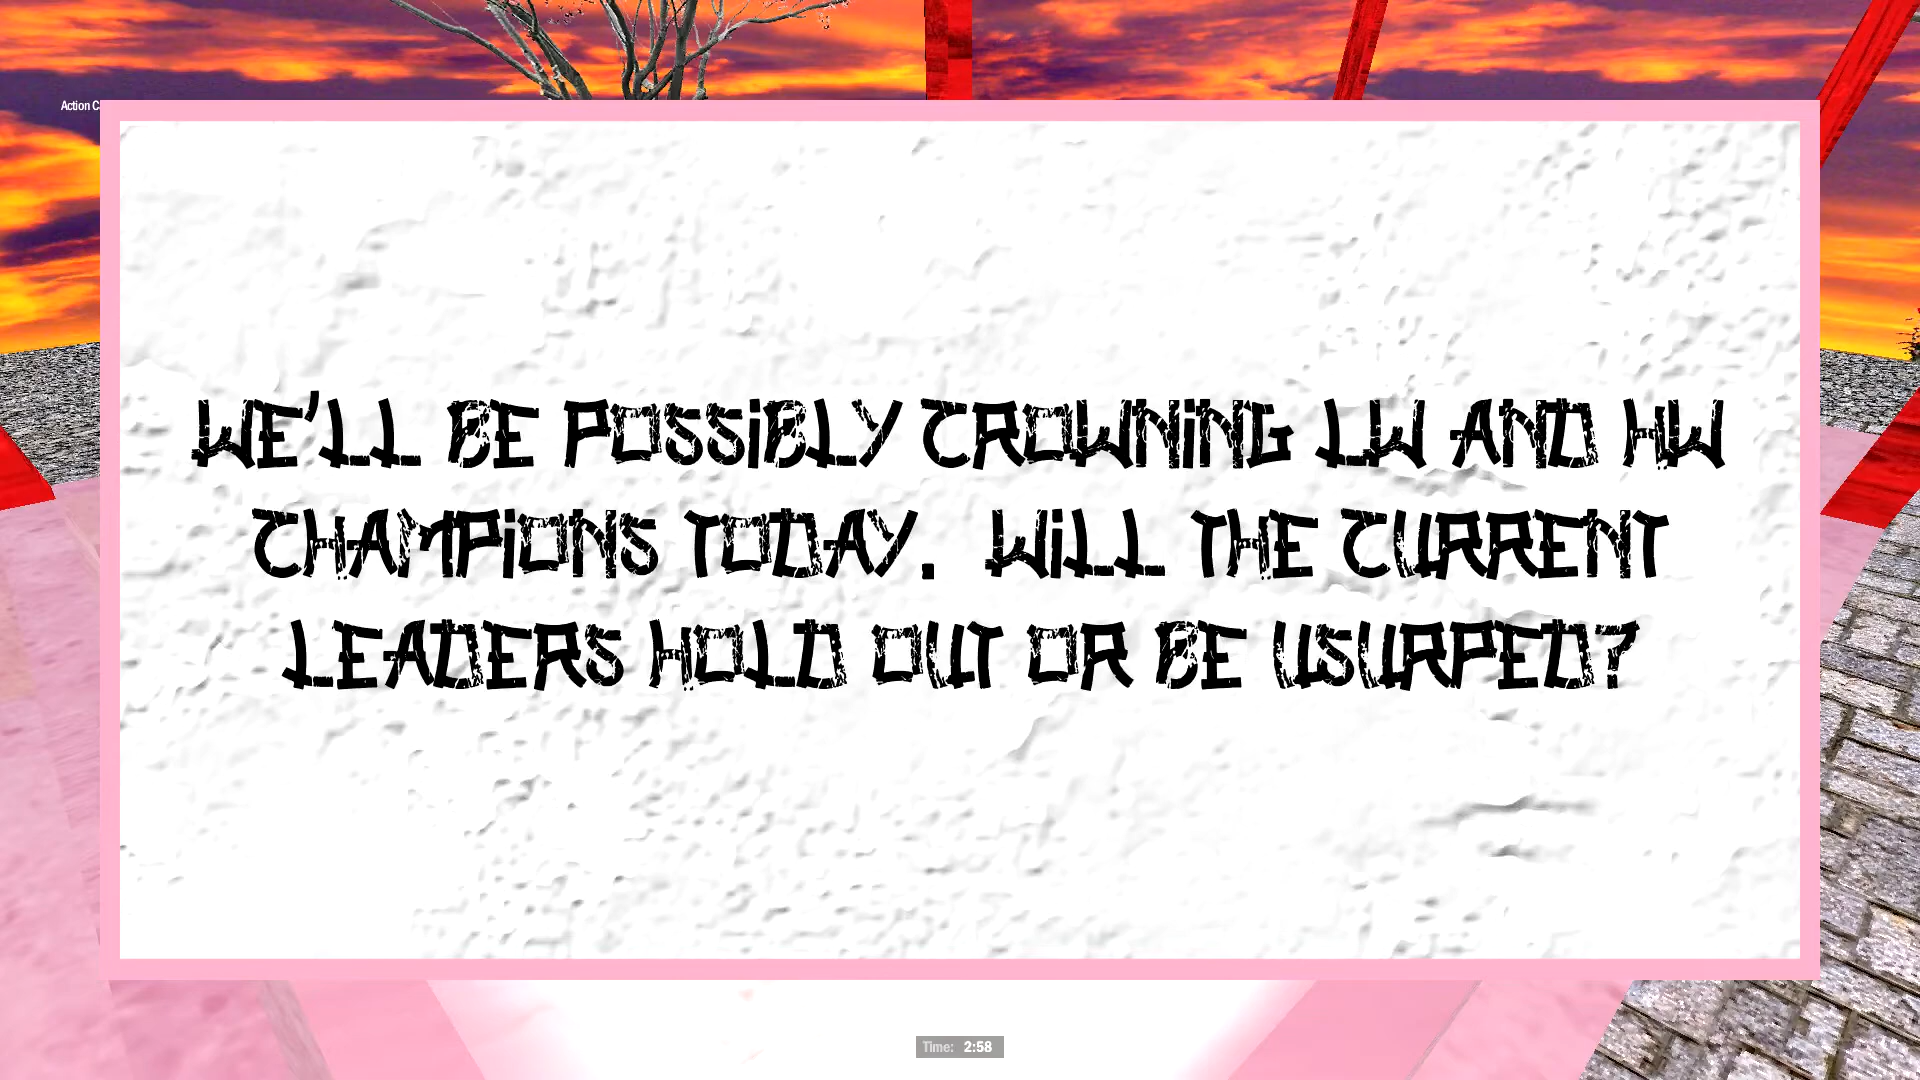 Action C
WE'LL BE POSSiBLY CROWNiNG LW AND HW
CHAMPiONS TODAY. WiLL THE CURRENT
LEADERS HOLD OUT OR BE USURPED?
Time: 2:58